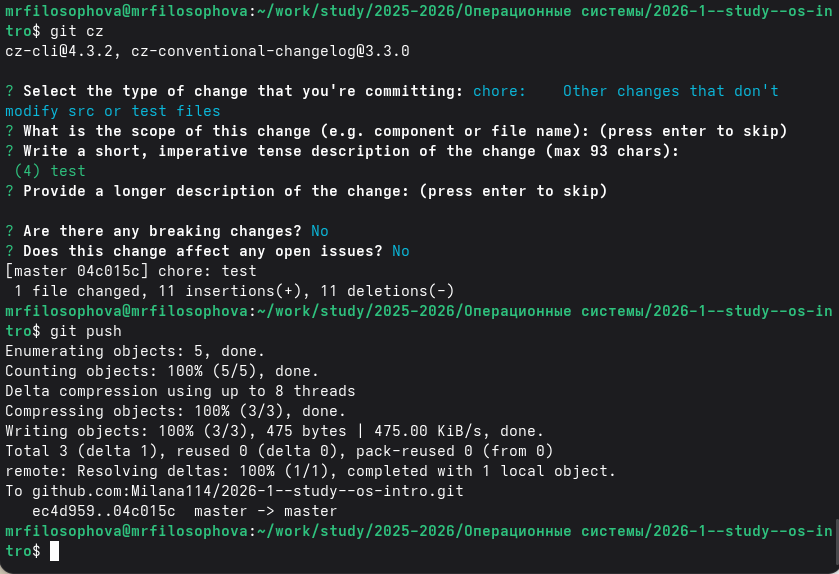 mrfilosophova@mrfilosophova:~/work/study/2025-2026/Операционные системы/2026-1--study--os-in
tro$ git cz
cz-cli@4.3.2, cz-conventional-changelog@3.3.0
? Select the type of change that you're committing: chore:    Other changes that don't
modify src or test files
? What is the scope of this change (e.g. component or file name): (press enter to skip)
? Write a short, imperative tense description of the change (max 93 chars):
 (4) test
? Provide a longer description of the change: (press enter to skip)
? Are there any breaking changes? No
? Does this change affect any open issues? No
[master 04c015c] chore: test
 1 file changed, 11 insertions(+), 11 deletions(-)
mrfilosophova@mrfilosophova:~/work/study/2025-2026/Операционные системы/2026-1--study--os-in
tro$ git push
Enumerating objects: 5, done.
Counting objects: 100% (5/5), done.
Delta compression using up to 8 threads
Compressing objects: 100% (3/3), done.
Writing objects: 100% (3/3), 475 bytes | 475.00 KiB/s, done.
Total 3 (delta 1), reused 0 (delta 0), pack-reused 0 (from 0)
remote: Resolving deltas: 100% (1/1), completed with 1 local object.
To github.com:Milana114/2026-1--study--os-intro.git
   ec4d959..04c015c  master -> master
mrfilosophova@mrfilosophova:~/work/study/2025-2026/Операционные системы/2026-1--study--os-in
tro$